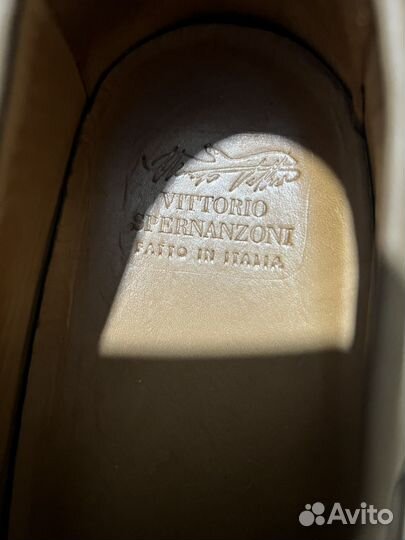 VITTORIO
SPERNANZONI
FATTO IN ITALIA
Avito